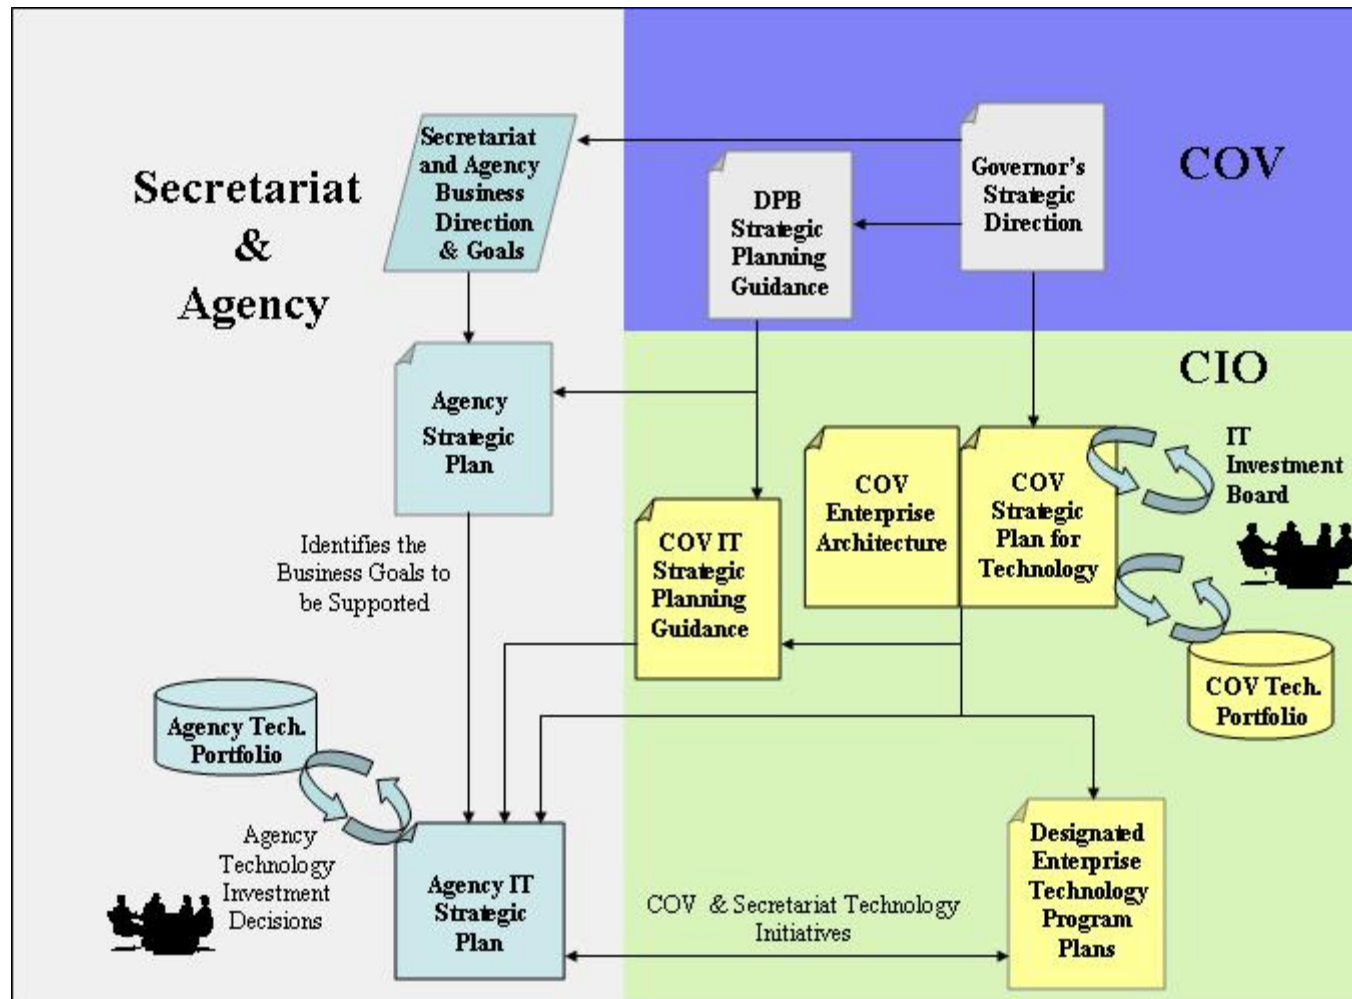 Secretariat
&
Agency
Secretariat
and Agency
Business
Direction
& Goals
DPB
Strategic
Planning
Guidance
Governor's
Strategic
Direction
COV
CIO
Agency
Strategic
Plan
Identifies the
Business Goals to
be Supported
COV IT
Strategic
Planning
Guidance
COV
Enterprise
Architecture
COV
Strategic
Plan for
Technology
IT
Investment
Board
COV Tech.
Portfolio
Agency Tech.
Portfolio
Agency
Technology
Investment
Decisions
Agency IT
Strategic
Plan
COV & Secretariat Technology
Initiatives
Designated
Enterprise
Technology
Program
Plans